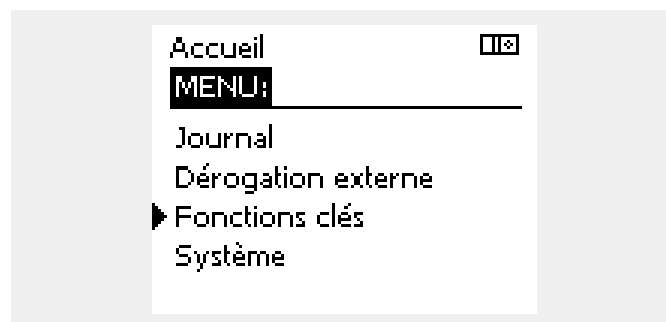 Accueil
MENU:
Journal
Dérogation externe
Fonctions clés
Système